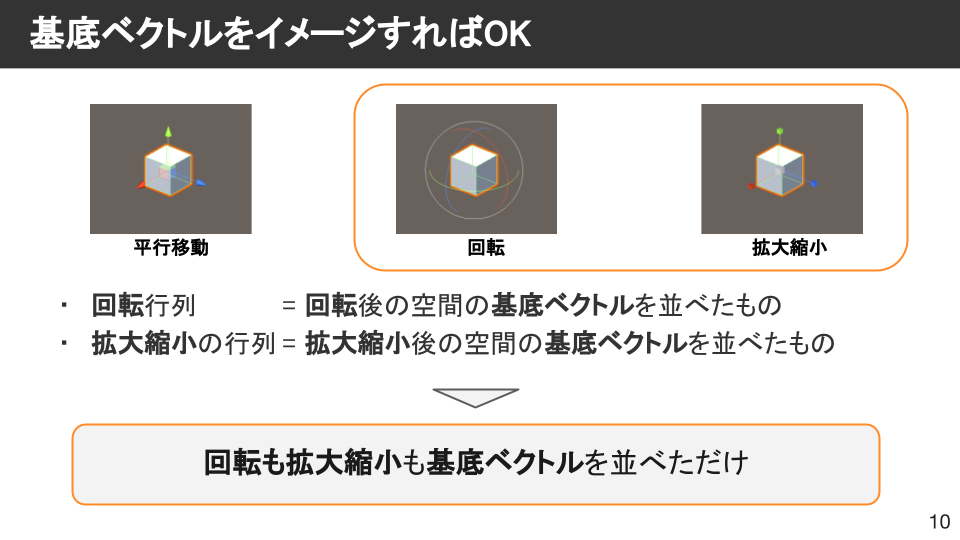 基底ベクトルをイメージすればOK
平行移動
回転
拡大縮小
・ 回転行列 = 回転後の空間の基底ベクトルを並べたもの
・ 拡大縮小の行列 = 拡大縮小後の空間の基底ベクトルを並べたもの
回転も拡大縮小も基底ベクトルを並べただけ
10